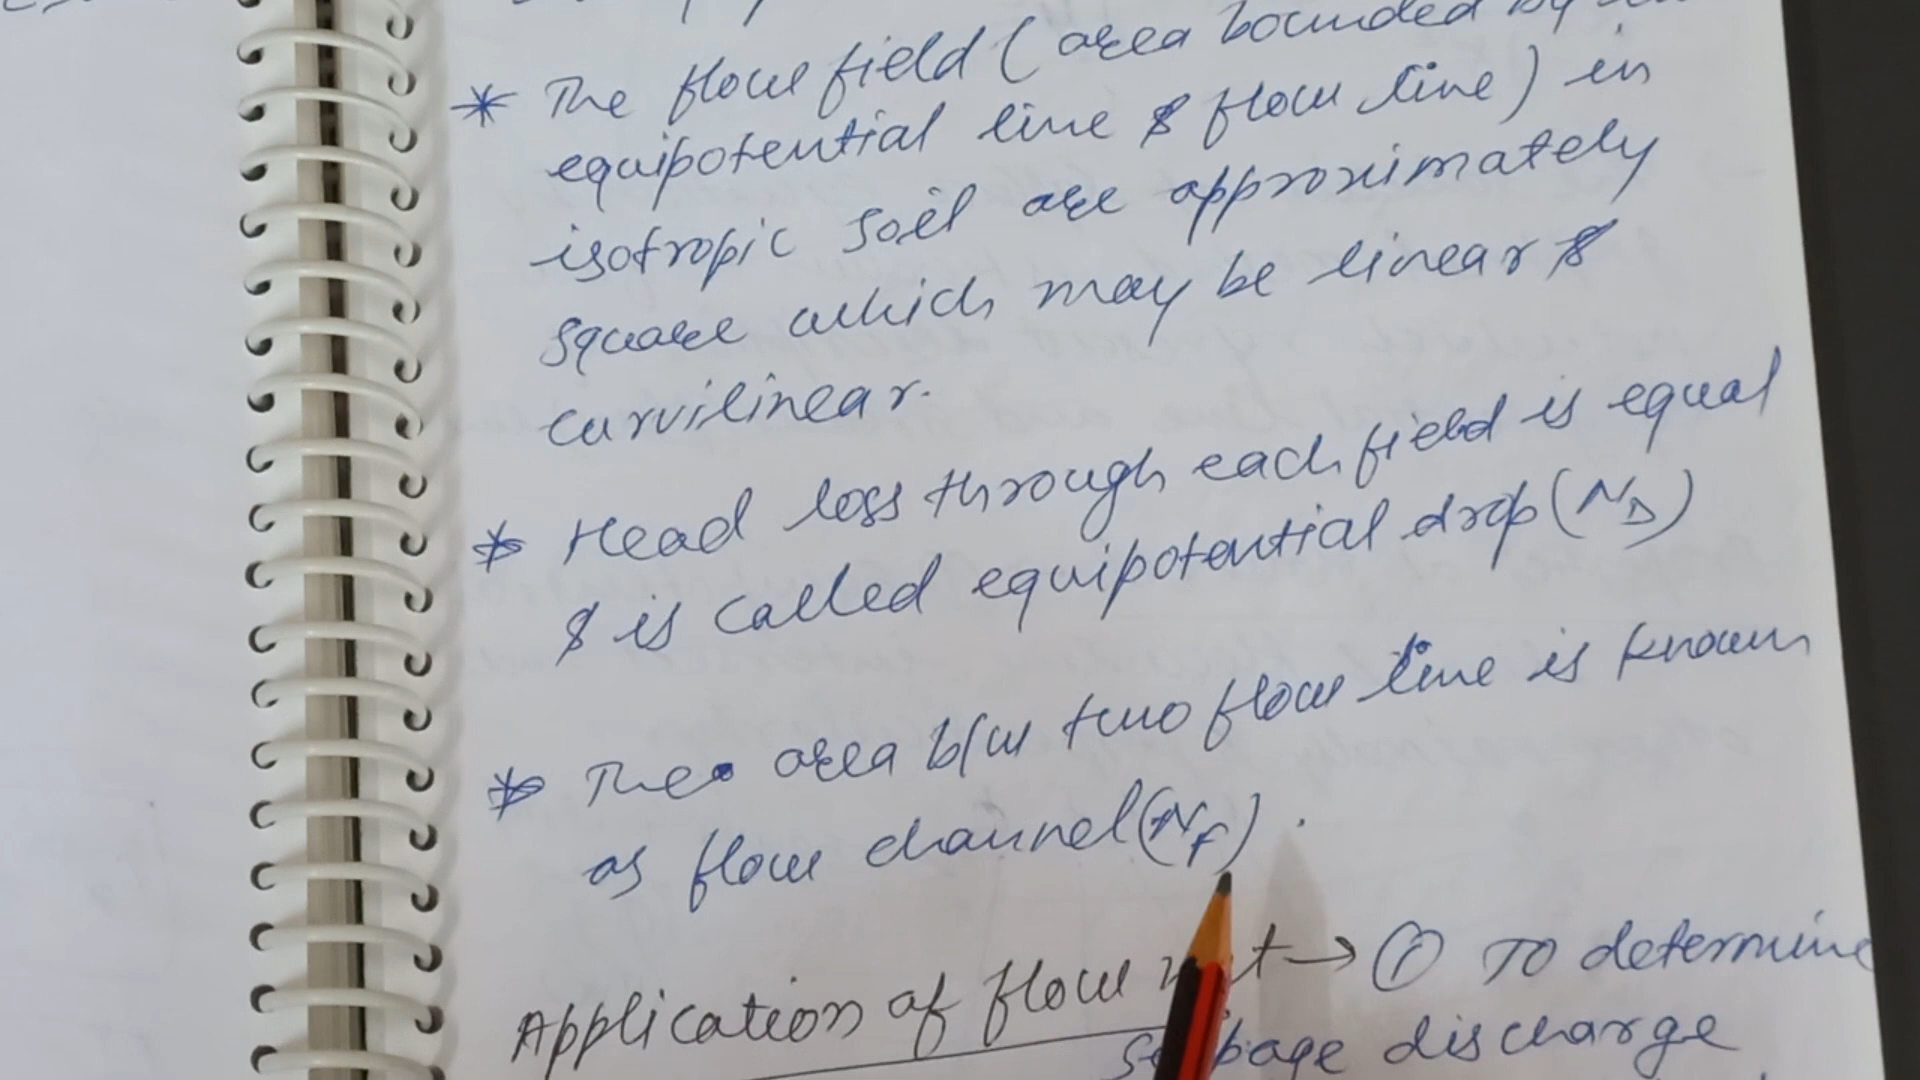 * The flow field (area bounded by
equipotential line & flow line) in
isotropic soil are approximately
square which may be linear &
curvilinear.
* Head loss through each field is equal
& is called equipotential drop (ND)
* The area b/w two flow line is known
as flow channel (Nf).
Application of flow → ① To determine
discharge